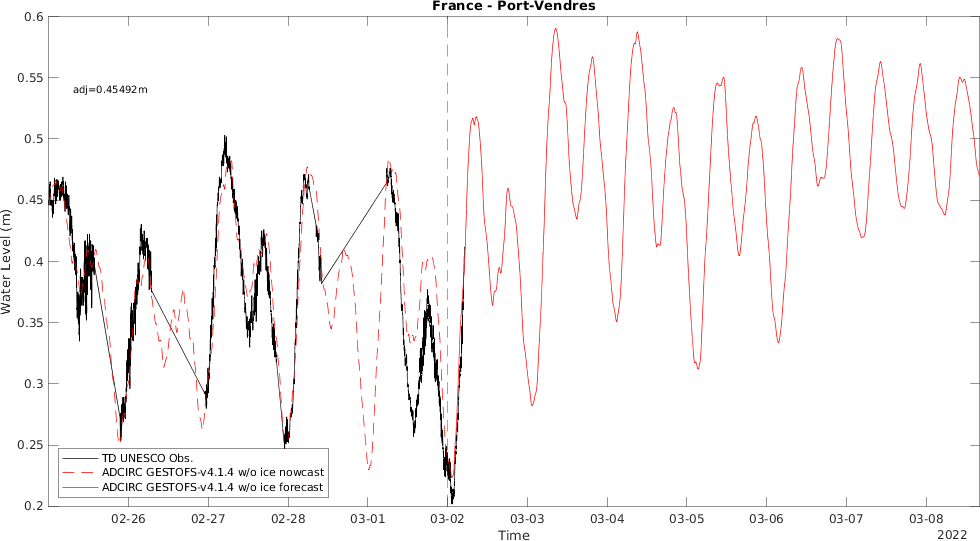 France - Port-Vendres
0.6
0.55
0.5
0.45
0.4
0.35
0.3
0.25
0.2
Water Level (m)
adj=0.45492m
TD UNESCO Obs.
ADCIRC GESTOFS-v4.1.4 w/o ice nowcast
ADCIRC GESTOFS-v4.1.4 w/o ice forecast
02-26 02-27 02-28 03-01 03-02 03-03 03-04 03-05 03-06 03-07 03-08
Time
2022